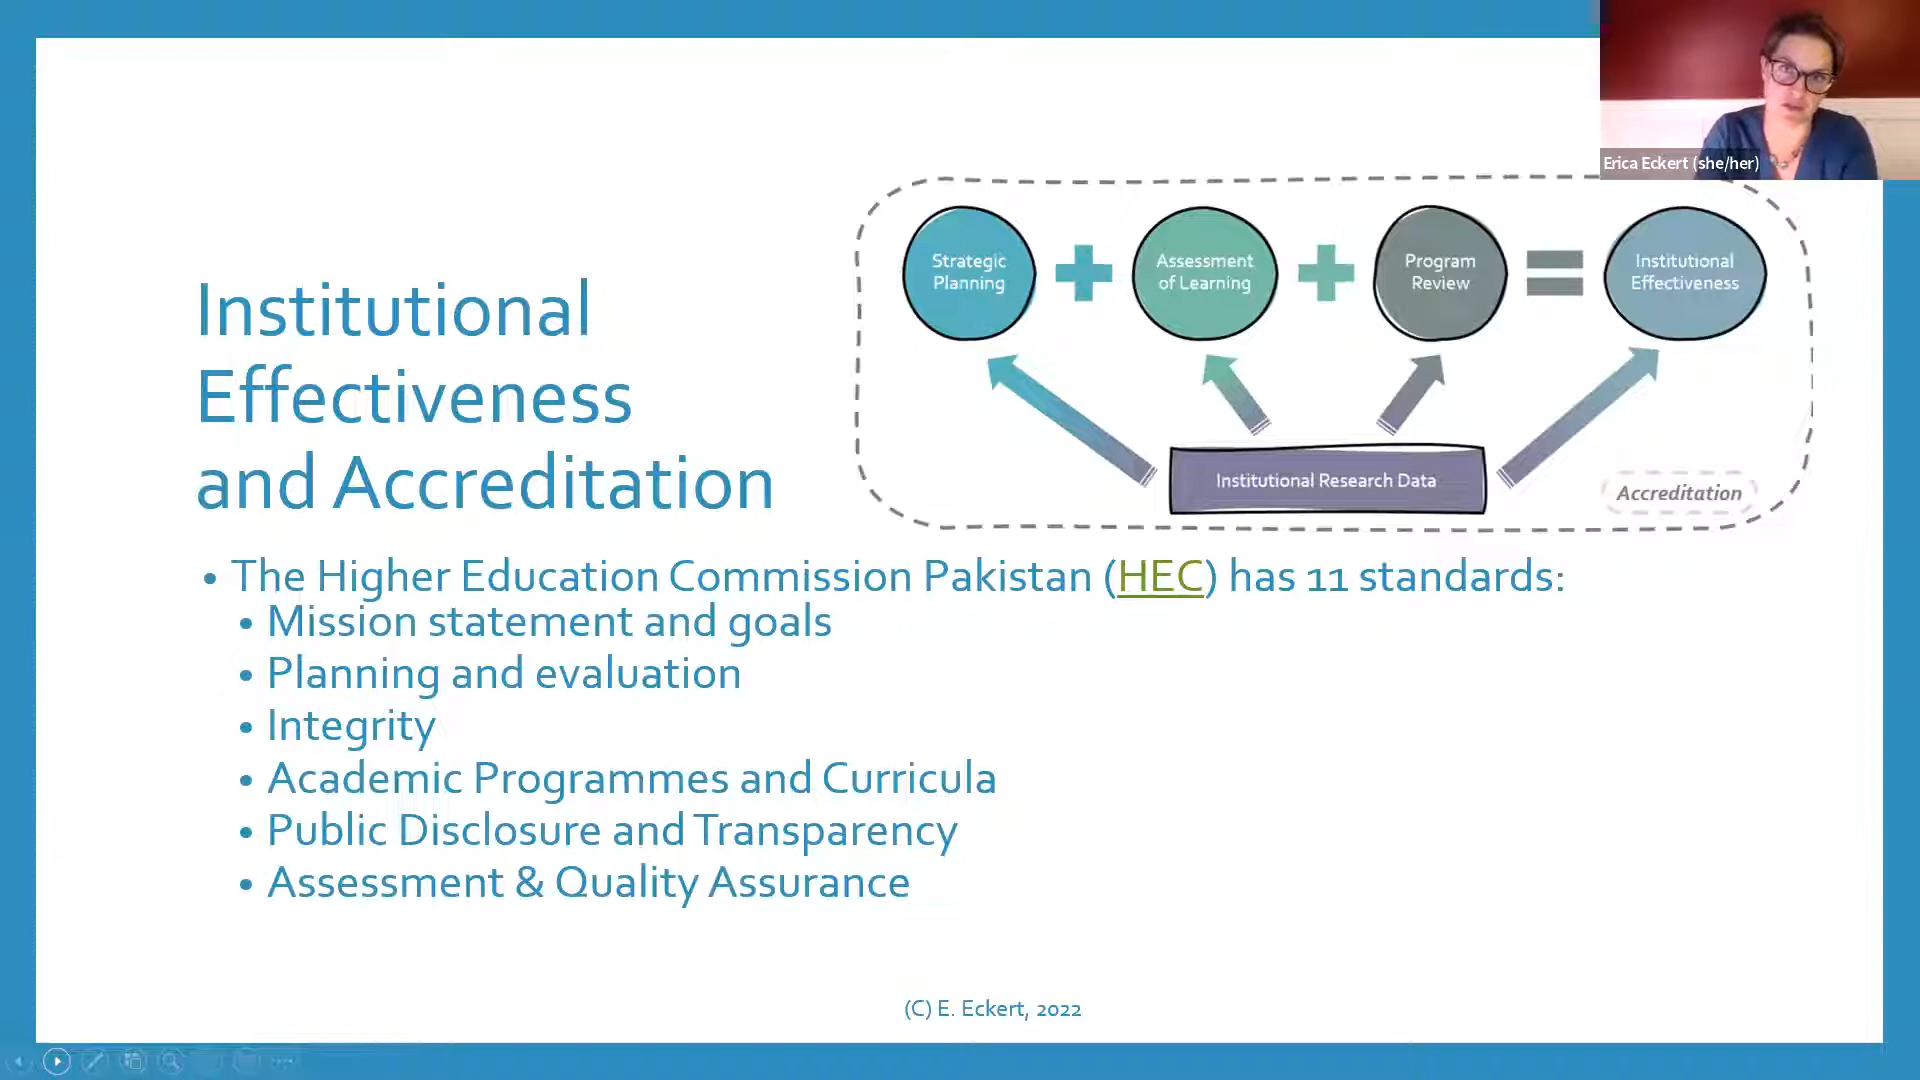 Erica Eckert (she/her)
Strategic
Planning
Assessment
of Learning
Program
Review
Institutional
Effectiveness
Institutional Research Data
Accreditation
Institutional
Effectiveness
and Accreditation
• The Higher Education Commission Pakistan (HEC) has 11 standards:
• Mission statement and goals
• Planning and evaluation
• Integrity
• Academic Programmes and Curricula
• Public Disclosure and Transparency
• Assessment & Quality Assurance
(C) E. Eckert, 2022